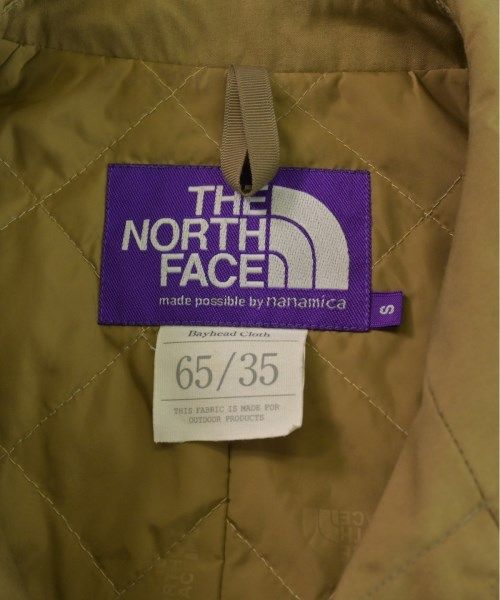 THE
NORTH
FACE
made possible by nanamica
S
Bayhead Cloth
65/35
THIS FABRIC IS MADE FOR
OUTDOOR PRODUCTS